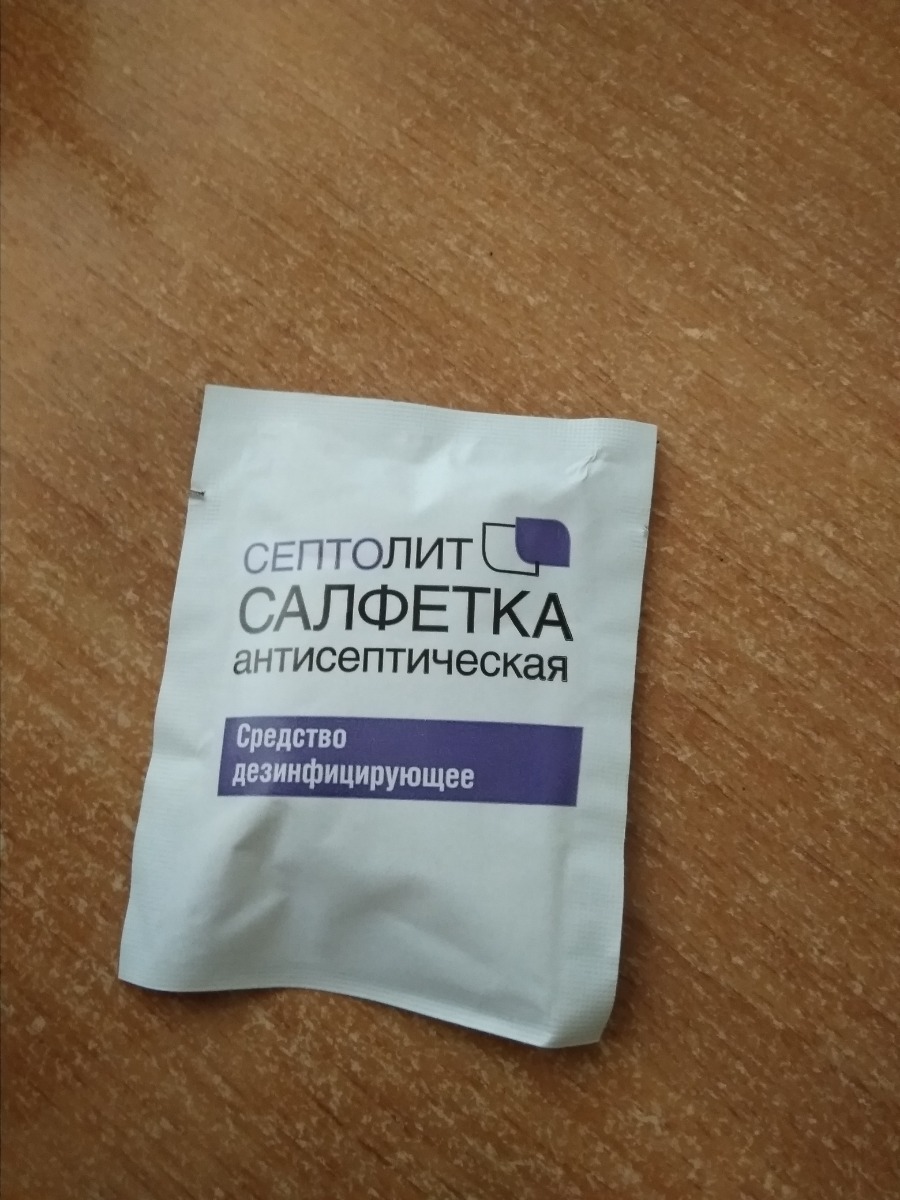 СЕПТОЛИТ
САЛФЕТКА
антисептическая
Средство
дезинфицирующее